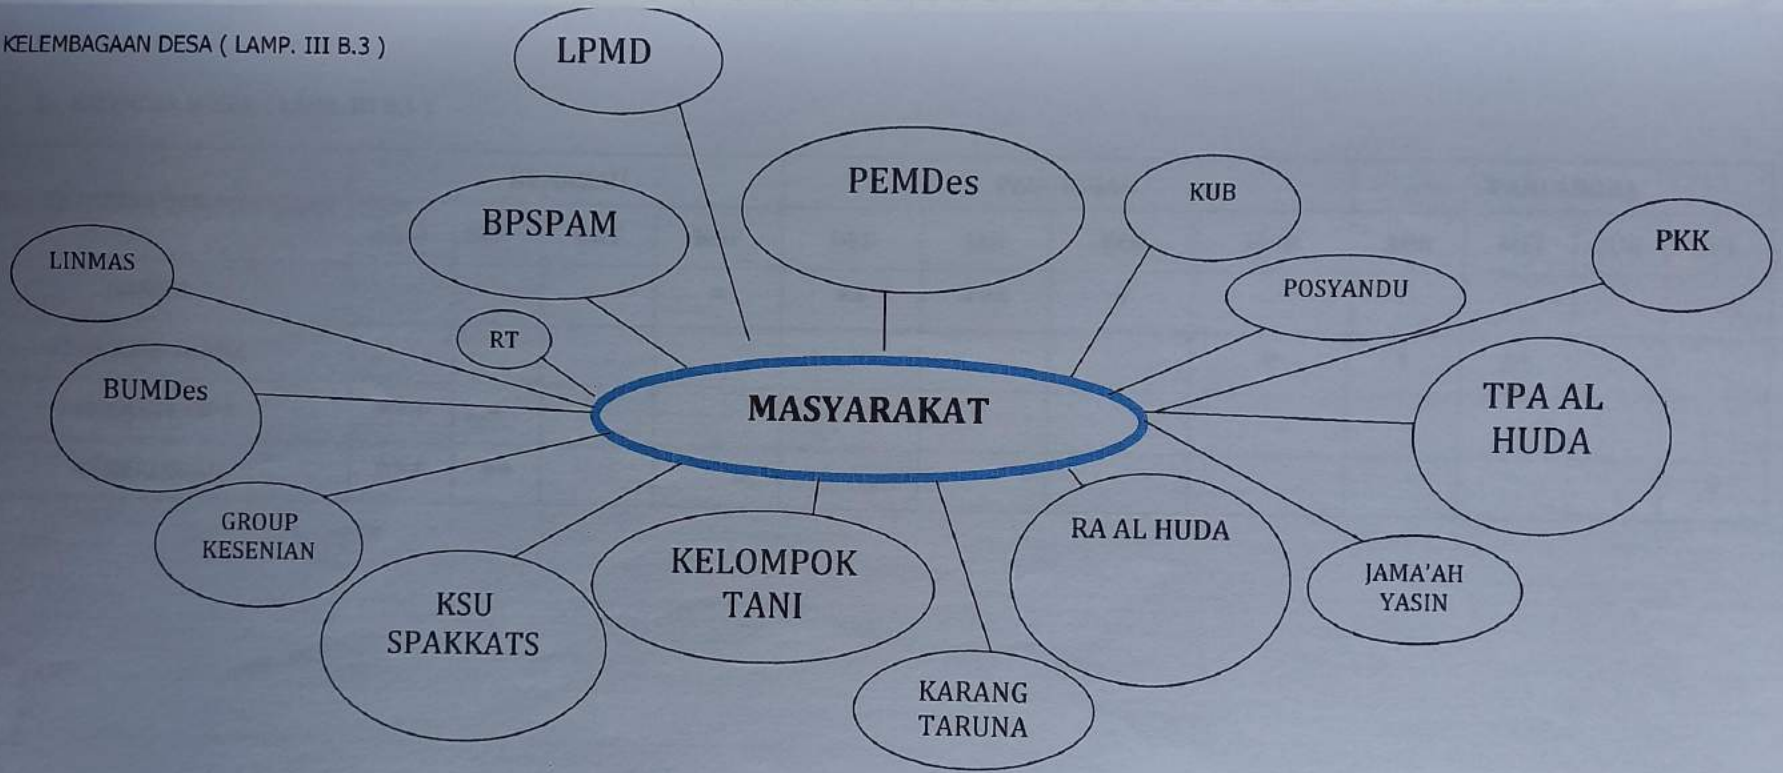 KELEMBAGAAN DESA ( LAMP. III B.3 )
LPMD
PEMDes
KUB
BPSPAM
PKK
LINMAS
POSYANDU
RT
BUMDes
MASYARAKAT
TPA AL
HUDA
GROUP
KESENIAN
KELOMPOK
TANI
RA AL HUDA
JAMA'AH
YASIN
KSU
SPAKKATS
KARANG
TARUNA